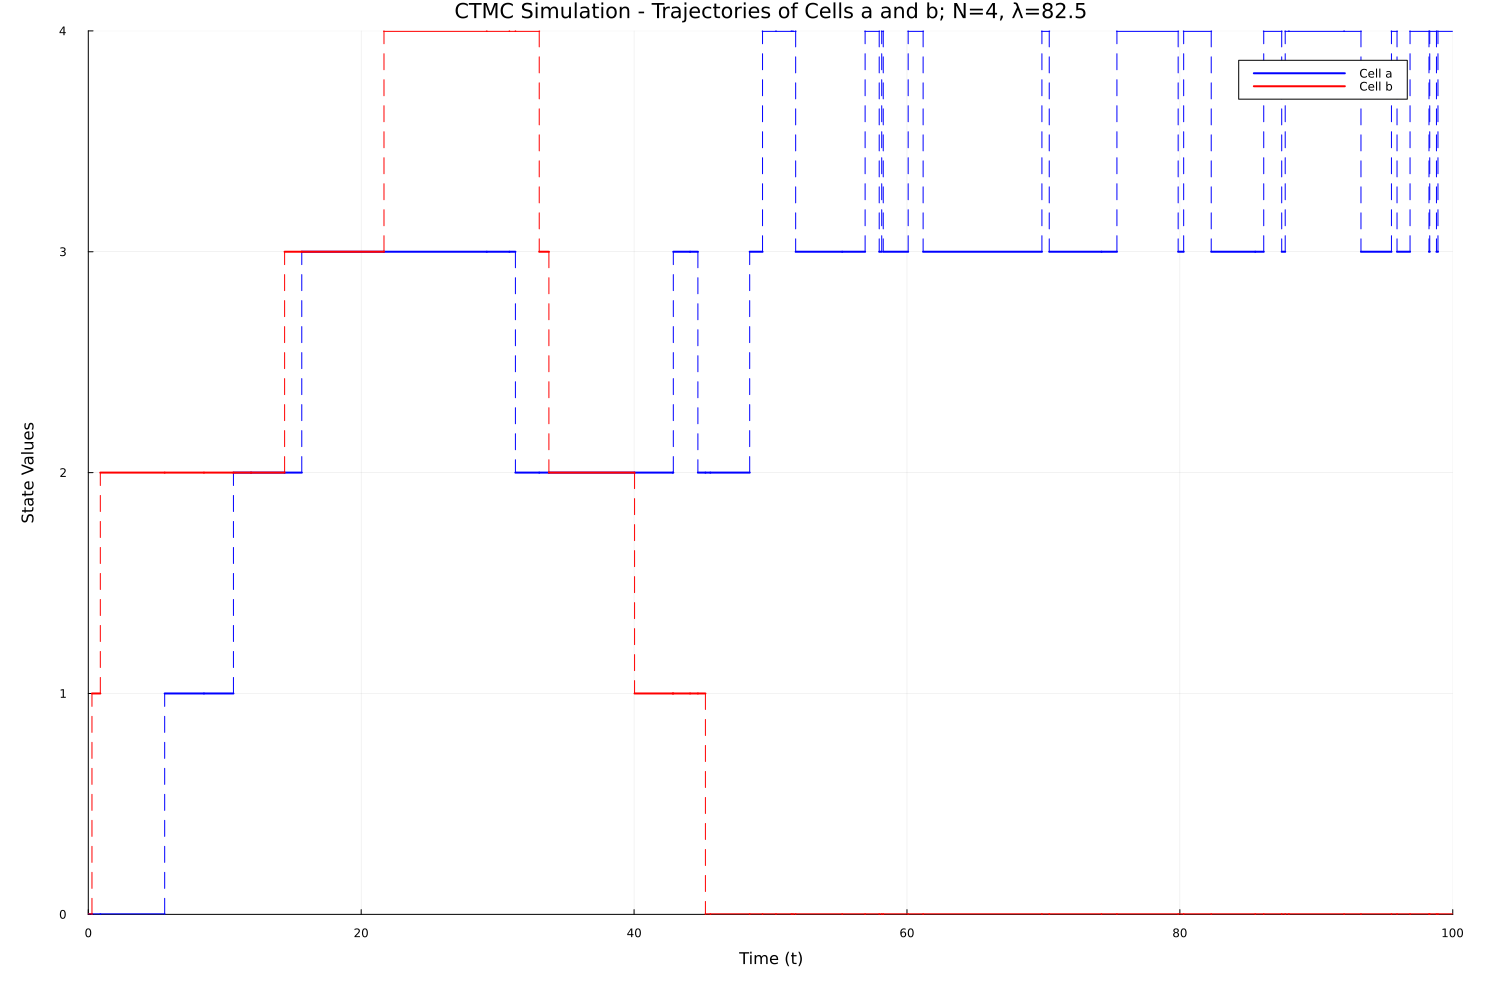 CTMC Simulation - Trajectories of Cells a and b; N=4, λ=82.5
4
Cell a
Cell b
3
State Values
2
1
0
0 20 40 60 80 100
Time (t)